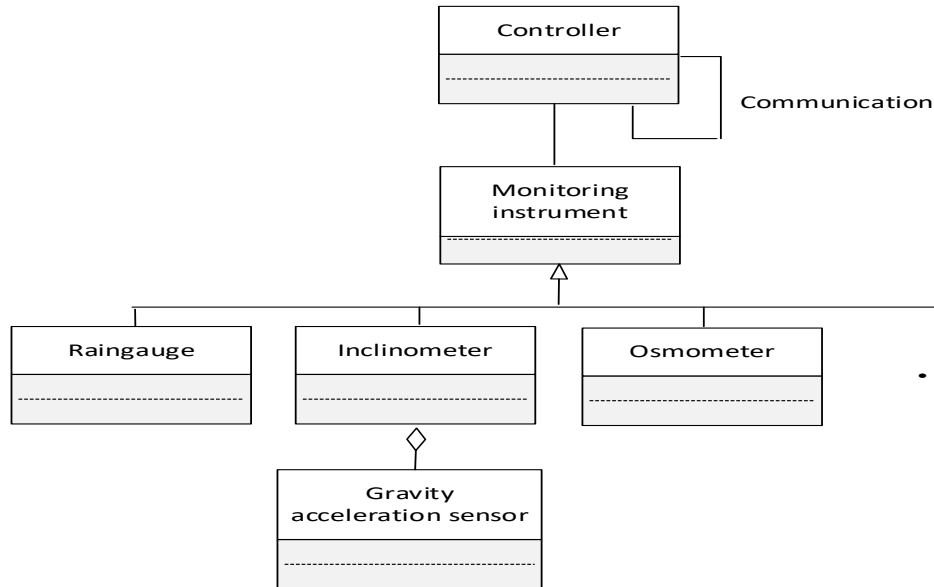 Controller
Communication
Monitoring
instrument
Raingauge
Inclinometer
Osmometer
Gravity
acceleration sensor